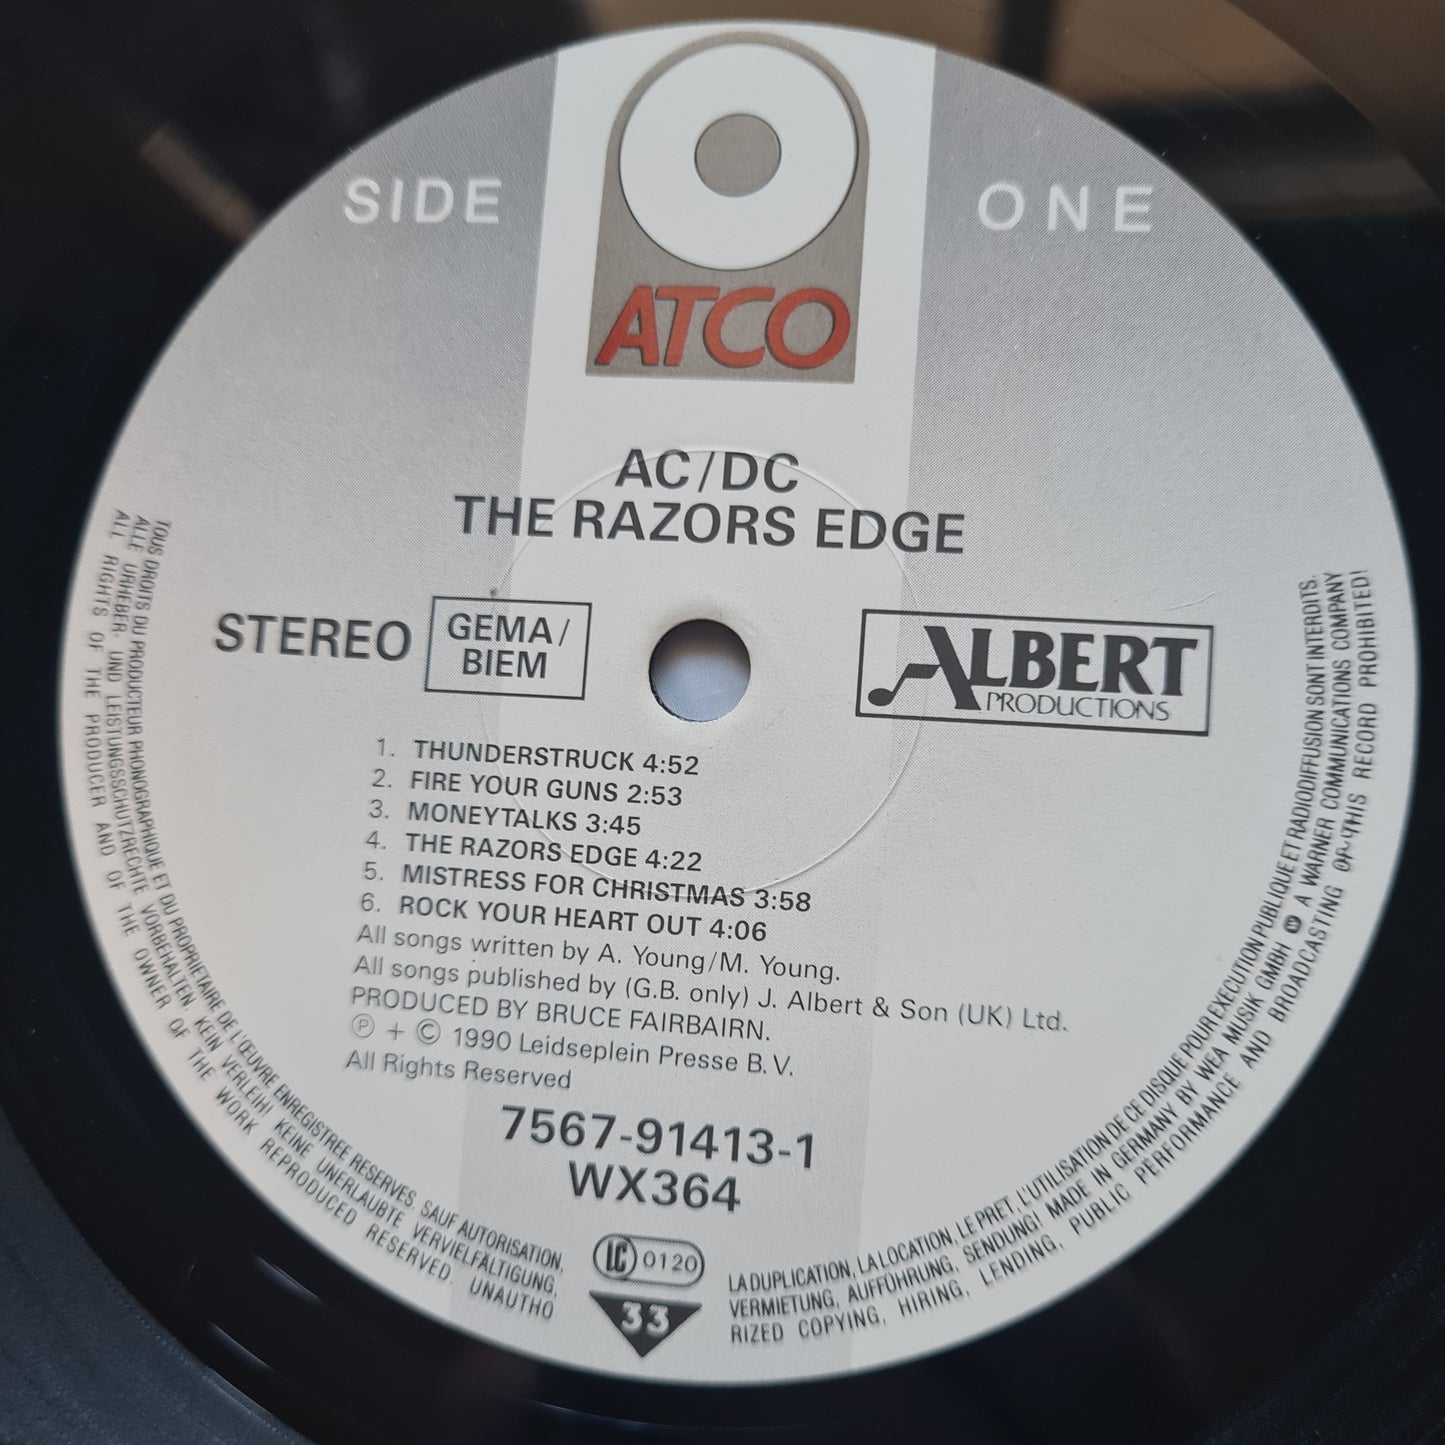 SIDE ONE
ATCO
AC/DC
THE RAZORS EDGE
STEREO
GEMA/
BIEM
ALBERT
PRODUCTIONS
1. THUNDERSTRUCK 4:52
2. FIRE YOUR GUNS 2:53
3. MONEYTALKS 3:45
4. THE RAZORS EDGE 4:22
5. MISTRESS FOR CHRISTMAS 3:58
6. ROCK YOUR HEART OUT 4:06
All songs written by A. Young/M. Young.
All songs published by (G.B. only) J. Albert & Son (UK) Ltd.
PRODUCED BY BRUCE FAIRBAIRN.
Ⓟ + © 1990 Leidseplein Presse B.V.
All Rights Reserved
7567-91413-1
WX364
LC 0120
33
TOUS DROITS DU PRODUCTEUR PHONOGRAPHIQUE ET DU PROPRIETAIRE DE L'ŒUVRE ENREGISTREE RESERVES. SAUF AUTORISATION,
LA DUPLICATION, LA LOCATION, LE PRET, L'UTILISATION DE CE DISQUE POUR EXECUTION PUBLIQUE ET RADIODIFFUSION SONT INTERDITS.
ALLE URHEBER- UND LEISTUNGSSCHUTZRECHTE VORBEHALTEN. KEIN VERLEIH! KEINE UNERLAUBTE VERVIELFÄLTIGUNG,
VERMIETUNG, AUFFÜHRUNG, SENDUNG! MADE IN GERMANY BY WEA MUSIK GMBH A WARNER COMMUNICATIONS COMPANY
ALL RIGHTS OF THE PRODUCER AND OF THE OWNER OF THE WORK REPRODUCED RESERVED. UNAUTHO
RIZED COPYING, HIRING, LENDING, PUBLIC PERFORMANCE AND BROADCASTING OF THIS RECORD PROHIBITED!